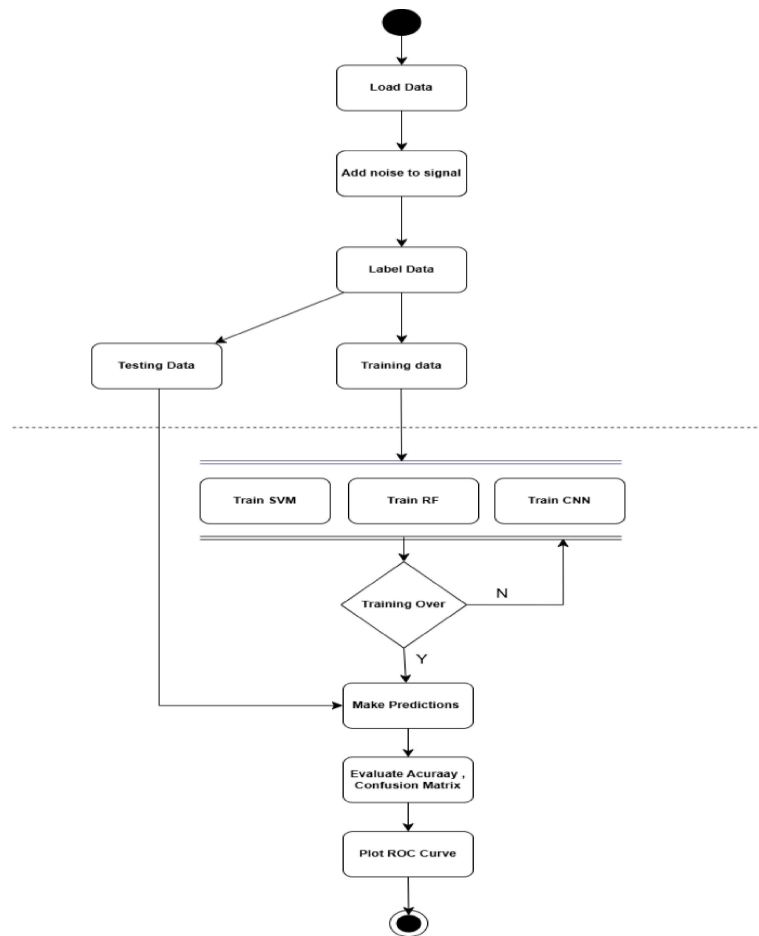 Load Data
Add noise to signal
Label Data
Testing Data
Training data
Train SVM
Train RF
Train CNN
Training Over
N
Y
Make Predictions
Evaluate Acuraay ,
Confusion Matrix
Plot ROC Curve